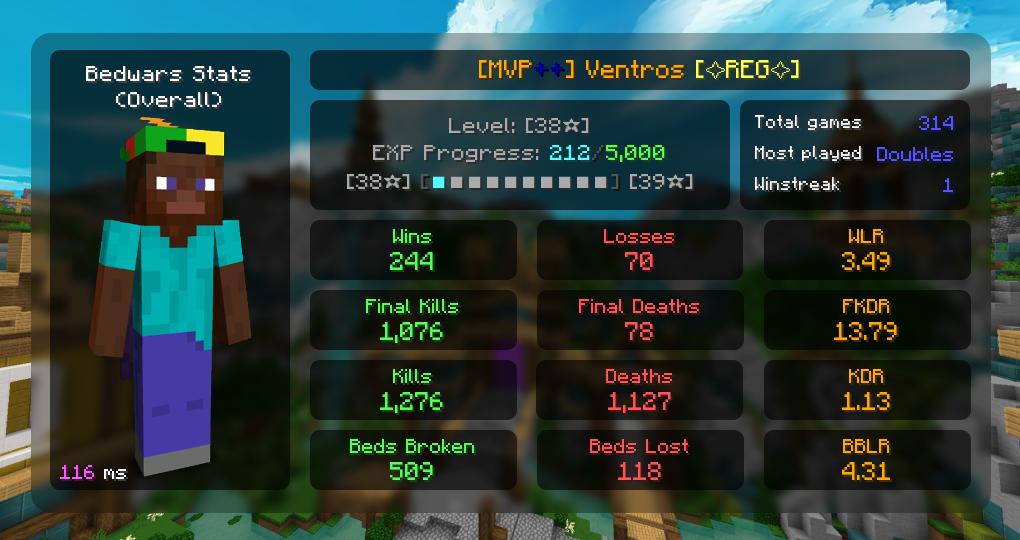 Bedwars Stats
(Overall)
116 ms
[MVP++] Ventros [✧REG✧]
Level: [38☆]
EXP Progress: 212/5,000
[38☆] [■■■■■■■■■■] [39☆]
Total games 314
Most played Doubles
Winstreak 1
Wins Losses WLR
244 70 3.49
Final Kills Final Deaths FKDR
1,076 78 13.79
Kills Deaths KDR
1,276 1,127 1.13
Beds Broken Beds Lost BBLR
509 118 4.31